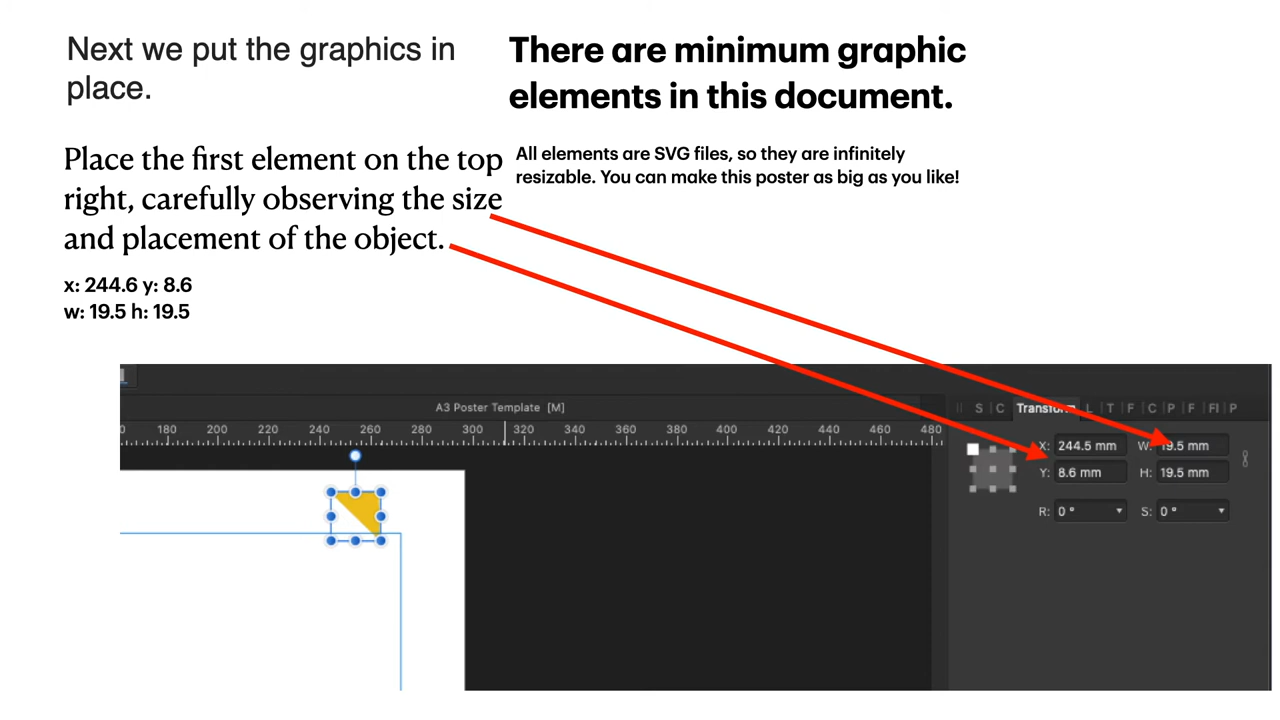 Next we put the graphics in
place.
There are minimum graphic
elements in this document.
Place the first element on the top
right, carefully observing the size
and placement of the object.
All elements are SVG files, so they are infinitely
resizable. You can make this poster as big as you like!
x: 244.6 y: 8.6
w: 19.5 h: 19.5
A3 Poster Template [M]
S C Transform L T F C P F FI P
180 200 220 240 260 280 300 320 340 360 380 400 420 440 460 480
X: 244.5 mm W: 19.5 mm
Y: 8.6 mm H: 19.5 mm
R: 0 ° S: 0 °